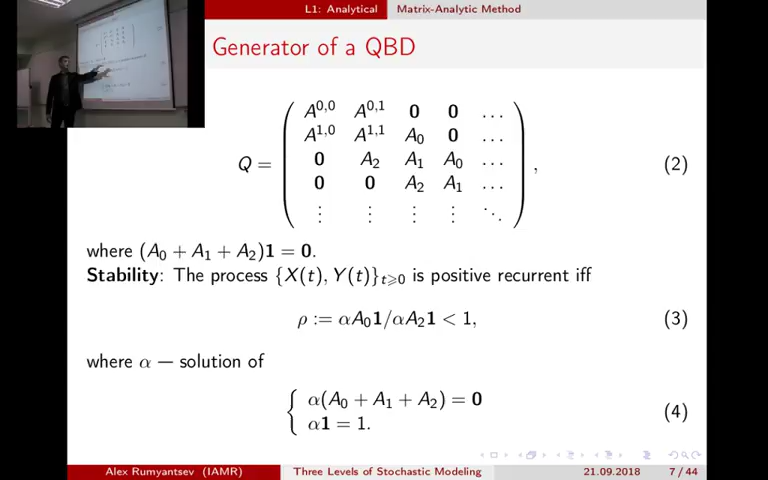 L1: Analytical Matrix-Analytic Method
Generator of a QBD
Q = ( A^{0,0} A^{0,1} 0 0 …
A^{1,0} A^{1,1} A_0 0 …
0 A_2 A_1 A_0 …
0 0 A_2 A_1 …
⋮ ⋮ ⋮ ⋮ ⋱ ) , (2)
where (A_0 + A_1 + A_2)1 = 0.
Stability: The process {X(t), Y(t)}_{t⩾0} is positive recurrent iff
ρ := αA_0 1/αA_2 1 < 1, (3)
where α — solution of
{ α(A_0 + A_1 + A_2) = 0
α1 = 1. (4)
Alex Rumyantsev (IAMR) Three Levels of Stochastic Modeling 21.09.2018 7 / 44